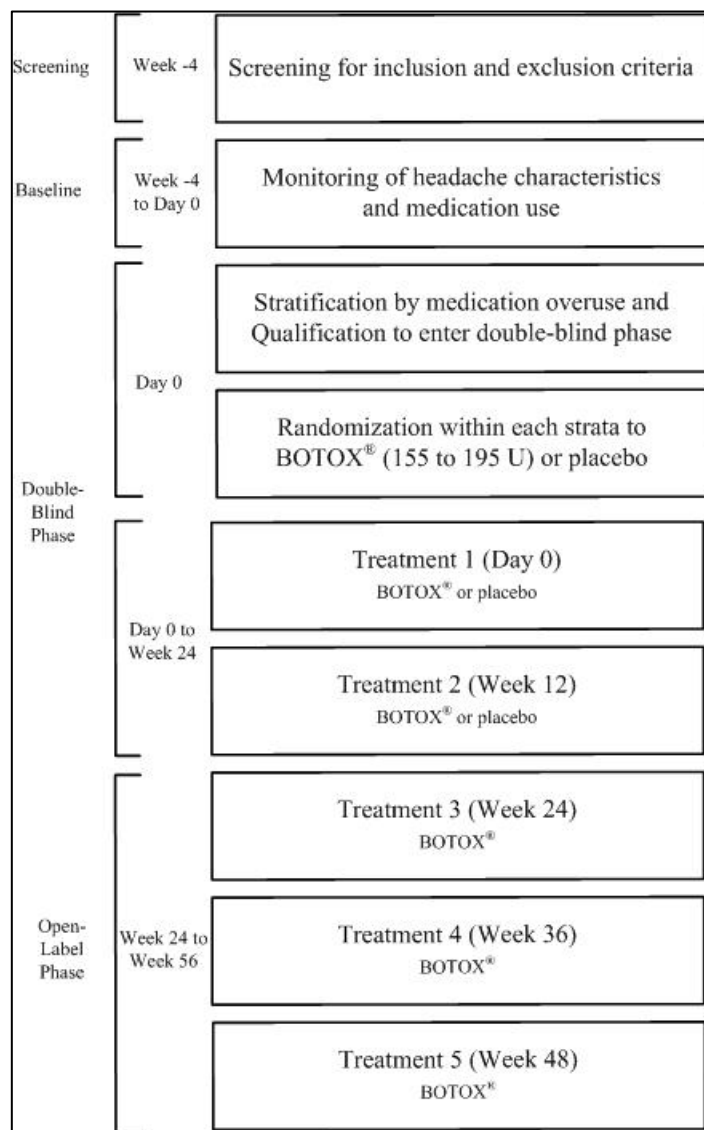 Screening
Week -4
Screening for inclusion and exclusion criteria
Baseline
Week -4
to Day 0
Monitoring of headache characteristics
and medication use
Double-
Blind
Phase
Day 0
Stratification by medication overuse and
Qualification to enter double-blind phase
Randomization within each strata to
BOTOX® (155 to 195 U) or placebo
Day 0 to
Week 24
Treatment 1 (Day 0)
BOTOX® or placebo
Treatment 2 (Week 12)
BOTOX® or placebo
Open-
Label
Phase
Week 24 to
Week 56
Treatment 3 (Week 24)
BOTOX®
Treatment 4 (Week 36)
BOTOX®
Treatment 5 (Week 48)
BOTOX®